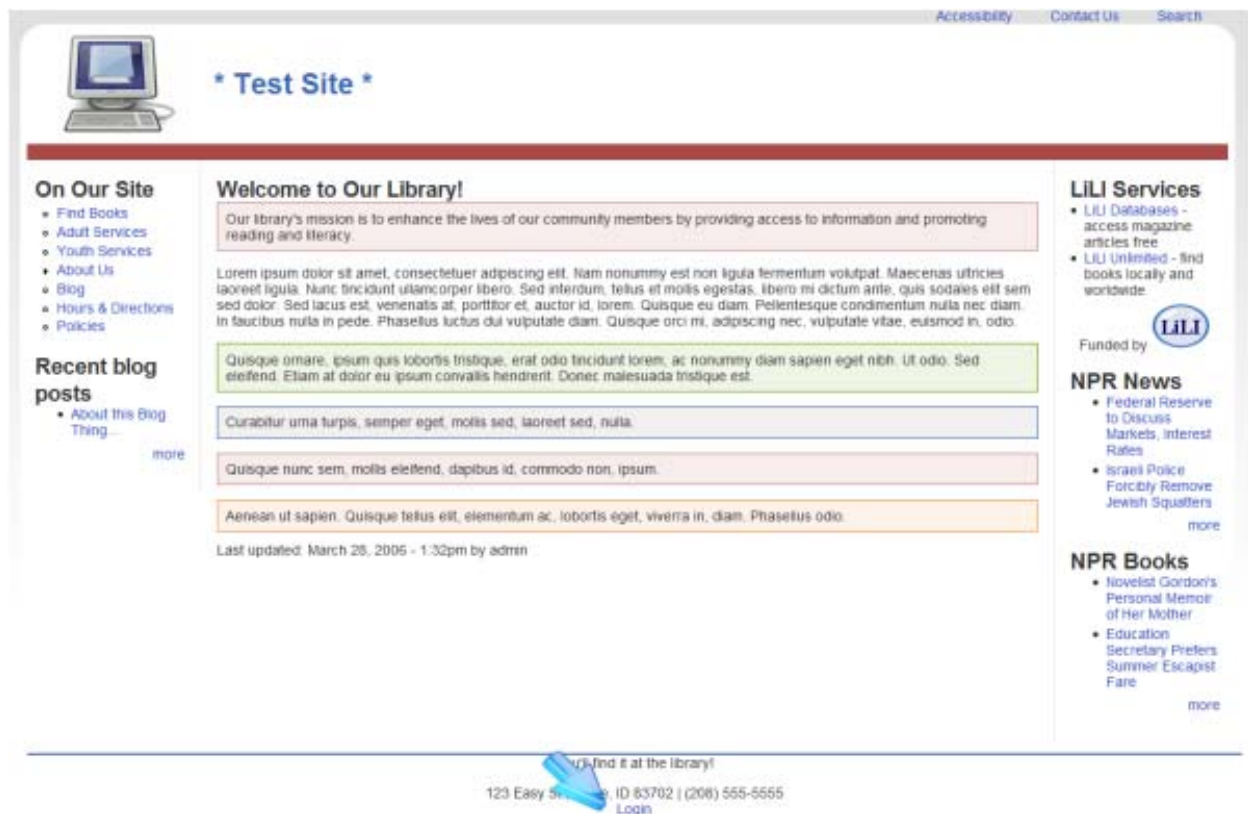 Accessibility Contact Us Search
* Test Site *
On Our Site
Find Books
Adult Services
Youth Services
About Us
Blog
Hours & Directions
Policies
Recent blog
posts
About this Blog
Thing...
more
Welcome to Our Library!
Our library's mission is to enhance the lives of our community members by providing access to information and promoting
reading and literacy.
Lorem ipsum dolor sit amet, consectetuer adipiscing elit. Nam nonummy est non ligula fermentum volutpat. Maecenas ultricies
laoreet ligula. Nunc tincidunt ullamcorper libero. Sed interdum, tellus et mollis egestas, libero mi dictum ante, quis sodales elit sem
sed dolor. Sed lacus est, venenatis at, porttitor et, auctor id, lorem. Quisque eu diam. Pellentesque condimentum nulla nec diam.
In faucibus nulla in pede. Phasellus luctus dui vulputate diam. Quisque orci mi, adipiscing nec, vulputate vitae, euismod in, odio.
Quisque ornare, ipsum quis lobortis tristique, erat odio tincidunt lorem, ac nonummy diam sapien eget nibh. Ut odio. Sed
eleifend. Etiam at dolor eu ipsum convallis hendrerit. Donec malesuada tristique est.
Curabitur urna turpis, semper eget, mollis sed, laoreet sed, nulla.
Quisque nunc sem, mollis eleifend, dapibus id, commodo non, ipsum.
Aenean ut sapien. Quisque tellus elit, elementum ac, lobortis eget, viverra in, diam. Phasellus odio.
Last updated: March 28, 2006 - 1:32pm by admin
LiLI Services
LiLI Databases -
access magazine
articles free
LiLI Unlimited - find
books locally and
worldwide
LiLI
Funded by
NPR News
Federal Reserve
to Discuss
Markets, Interest
Rates
Israeli Police
Forcibly Remove
Jewish Squatters
more
NPR Books
Novelist Gordon's
Personal Memoir
of Her Mother
Education
Secretary Prefers
Summer Escapist
Fare
more
find it at the library!
123 Easy ID 83702 | (208) 555-5555
Login